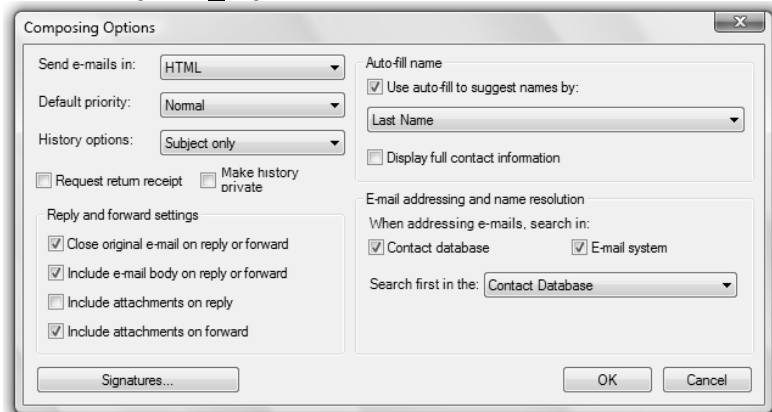 Composing Options
Send e-mails in: HTML
Default priority: Normal
History options: Subject only
Request return receipt
Make history
private
Reply and forward settings
Close original e-mail on reply or forward
Include e-mail body on reply or forward
Include attachments on reply
Include attachments on forward
Signatures...
Auto-fill name
Use auto-fill to suggest names by:
Last Name
Display full contact information
E-mail addressing and name resolution
When addressing e-mails, search in:
Contact database E-mail system
Search first in the: Contact Database
OK Cancel